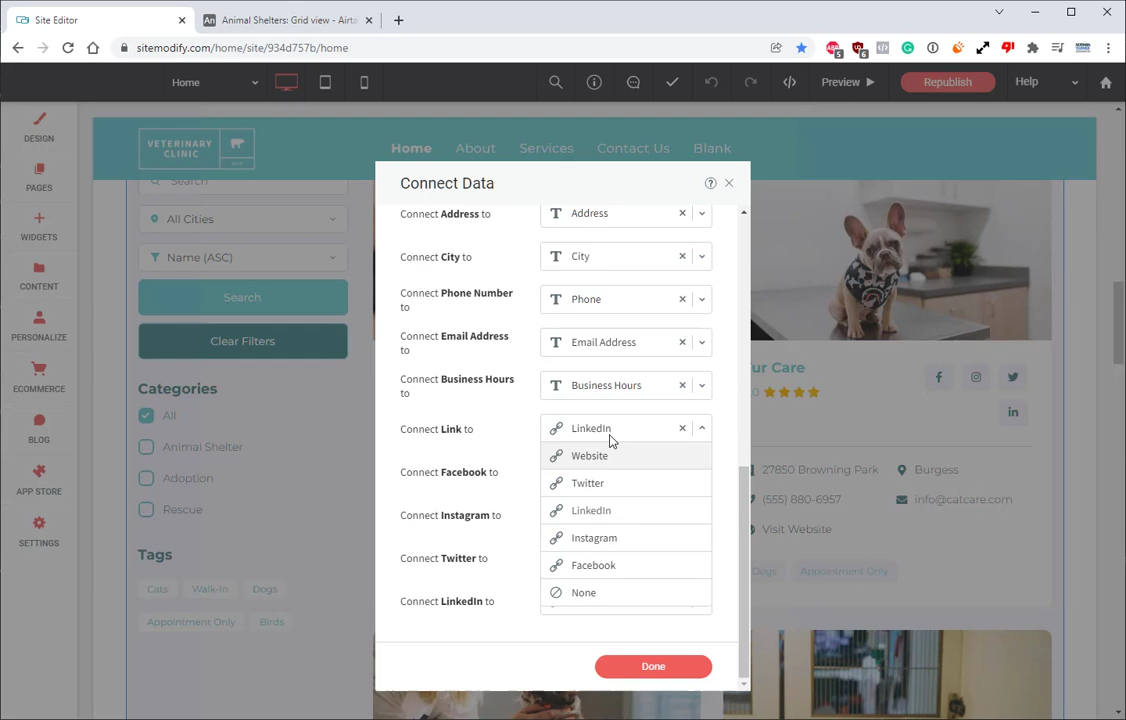 Site Editor
An Animal Shelters: Grid view - Airta
sitemodify.com/home/site/934d757b/home
5
6
Home
Preview
Republish
Help
DESIGN
PAGES
WIDGETS
CONTENT
PERSONALIZE
ECOMMERCE
BLOG
APP STORE
SETTINGS
VETERINARY
CLINIC
Home About Services Contact Us Blank
Search
All Cities
Name (ASC)
Search
Clear Filters
Categories
All
Animal Shelter
Adoption
Rescue
Tags
Cats Walk-In Dogs
Appointment Only Birds
Connect Data
Connect Address to
Address
Connect City to
City
Connect Phone Number
to
Phone
Connect Email Address
to
Email Address
Connect Business Hours
to
Business Hours
Connect Link to
LinkedIn
Website
Twitter
LinkedIn
Instagram
Facebook
None
Connect Facebook to
Connect Instagram to
Connect Twitter to
Connect LinkedIn to
Done
ur Care
27850 Browning Park Burgess
(555) 880-6957 info@catcare.com
Visit Website
Dogs Appointment Only